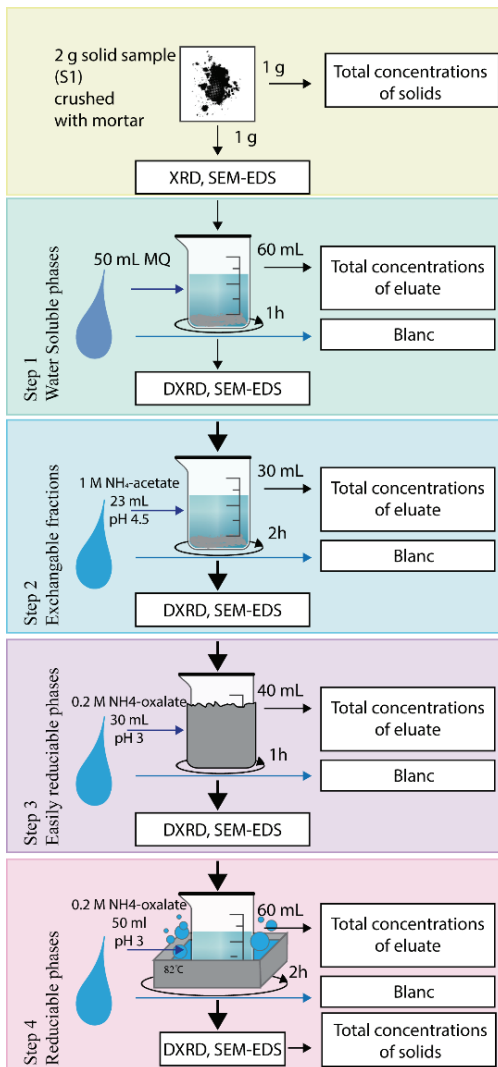 2 g solid sample
(S1)
crushed
with mortar
1 g
Total concentrations
of solids
1 g
XRD, SEM-EDS
Step 1
Water Soluble phases
50 mL MQ
60 mL
Total concentrations
of eluate
1h
Blanc
DXRD, SEM-EDS
Step 2
Exchangable fractions
1 M NH₄-acetate
23 mL
pH 4.5
30 mL
Total concentrations
of eluate
2h
Blanc
DXRD, SEM-EDS
Step 3
Easily reduciable phases
0.2 M NH4-oxalate
30 mL
pH 3
40 mL
Total concentrations
of eluate
1h
Blanc
DXRD, SEM-EDS
Step 4
Reduciable phases
0.2 M NH4-oxalate
50 ml
pH 3
82°C
60 mL
Total concentrations
of eluate
2h
Blanc
DXRD, SEM-EDS
Total concentrations
of solids